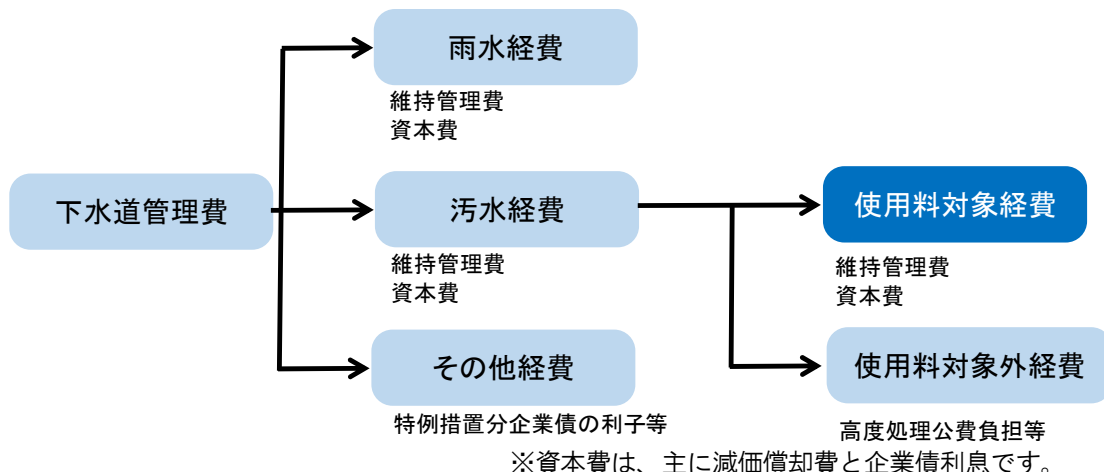 雨水経費
維持管理費
資本費
下水道管理費
汚水経費
維持管理費
資本費
使用料対象経費
維持管理費
資本費
その他経費
特例措置分企業債の利子等
使用料対象外経費
高度処理公費負担等
※資本費は、主に減価償却費と企業債利息です。